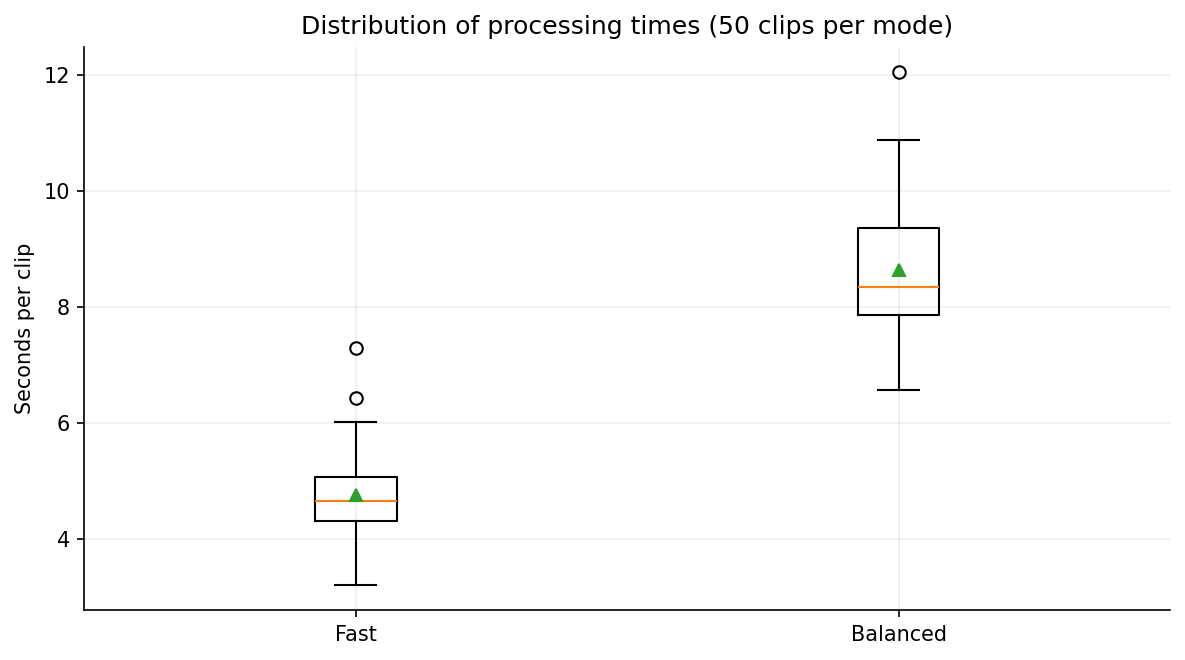 Distribution of processing times (50 clips per mode)
Seconds per clip
12
10
8
6
4
Fast
Balanced